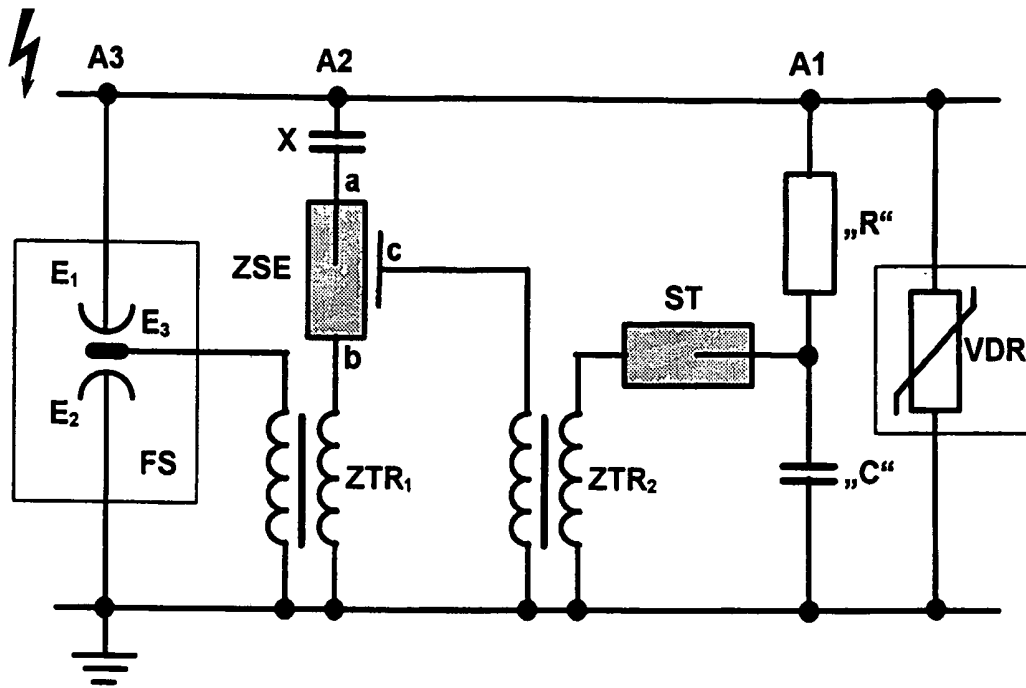 A3
A2
A1
X
a
ZSE
c
b
E₁
E₃
E₂
FS
ZTR₁
ZTR₂
ST
„R“
„C“
VDR